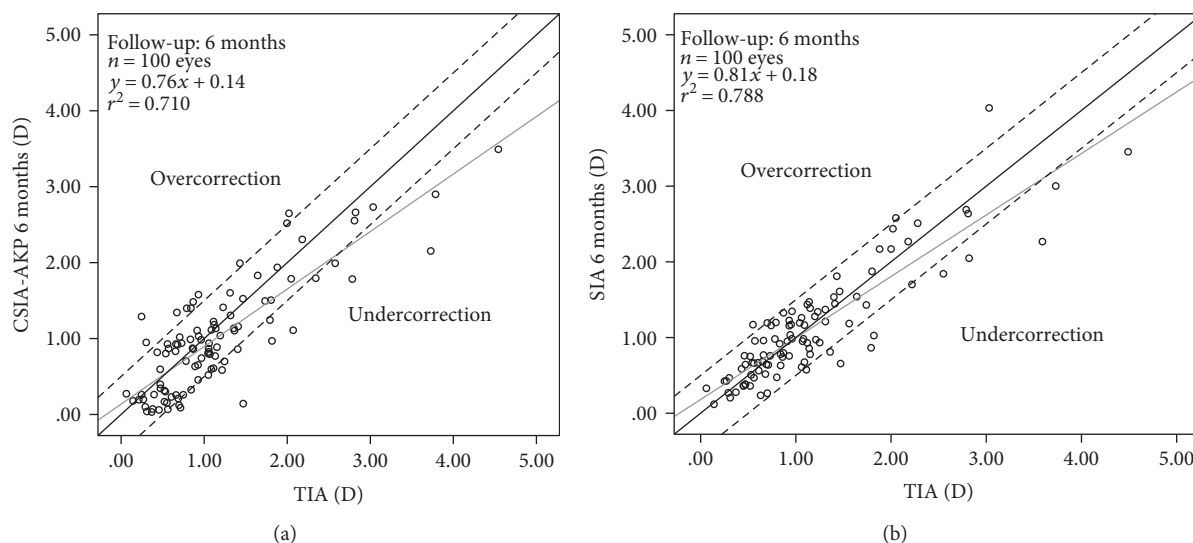 Follow-up: 6 months
n = 100 eyes
y = 0.76x + 0.14
r² = 0.710
Overcorrection
Undercorrection
CSIA-AKP 6 months (D)
5.00
4.00
3.00
2.00
1.00
.00
.00 1.00 2.00 3.00 4.00 5.00
TIA (D)
(a)
Follow-up: 6 months
n = 100 eyes
y = 0.81x + 0.18
r² = 0.788
Overcorrection
Undercorrection
SIA 6 months (D)
5.00
4.00
3.00
2.00
1.00
.00
.00 1.00 2.00 3.00 4.00 5.00
TIA (D)
(b)